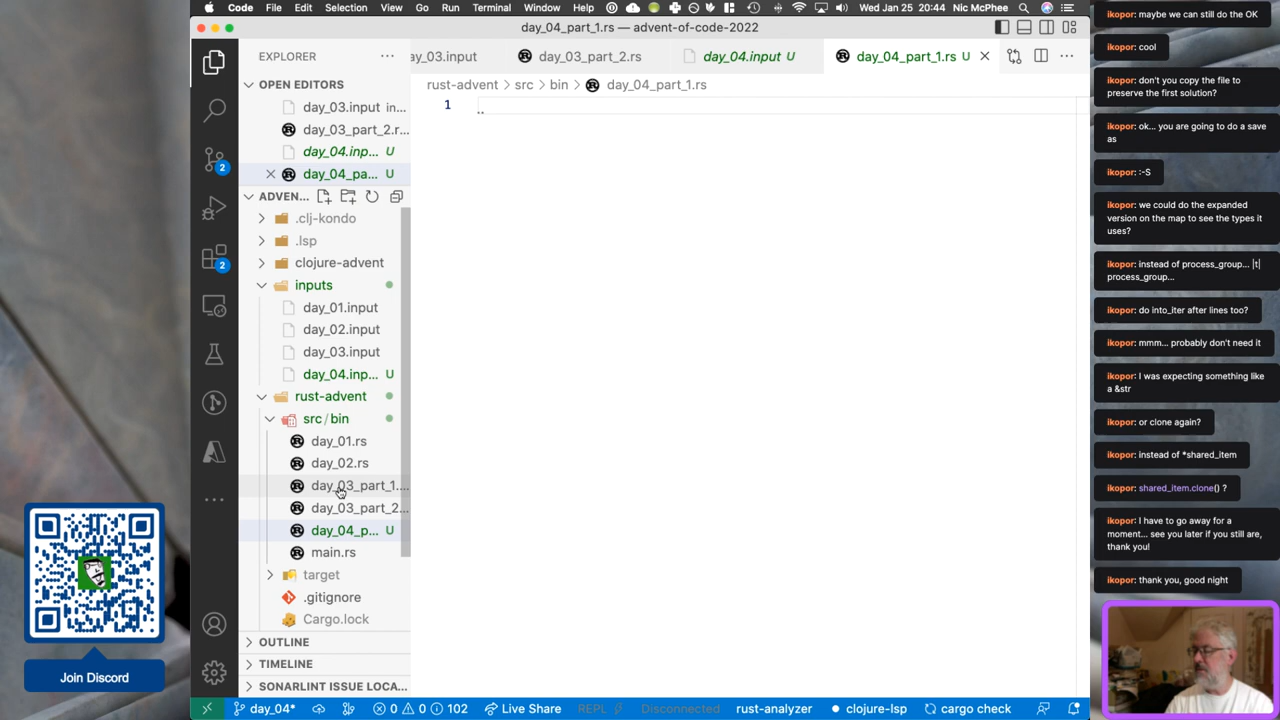 Code File Edit Selection View Go Run Terminal Window Help Wed Jan 25 20:44 Nic McPhee
day_04_part_1.rs — advent-of-code-2022
EXPLORER
ay_03.input
day_03_part_2.rs
day_04.input U
day_04_part_1.rs U
rust-advent > src > bin > day_04_part_1.rs
1
OPEN EDITORS
day_03.input in...
day_03_part_2.r...
day_04.inp... U
day_04_pa... U
ADVEN...
.clj-kondo
.lsp
clojure-advent
inputs
day_01.input
day_02.input
day_03.input
day_04.inp... U
rust-advent
src / bin
day_01.rs
day_02.rs
day_03_part_1....
day_03_part_2...
day_04_p... U
main.rs
target
.gitignore
Cargo.lock
OUTLINE
TIMELINE
SONARLINT ISSUE LOCA...
2
2
day_04* 0 0 102 Live Share REPL Disconnected rust-analyzer clojure-lsp cargo check
Join Discord
ikopor: maybe we can still do the OK
ikopor: cool
ikopor: don't you copy the file to
preserve the first solution?
ikopor: ok... you are going to do a save
as
ikopor: :-S
ikopor: we could do the expanded
version on the map to see the types it
uses?
ikopor: instead of process_group... |t|
process_group...
ikopor: do into_iter after lines too?
ikopor: mmm... probably don't need it
ikopor: I was expecting something like
a &str
ikopor: or clone again?
ikopor: instead of *shared_item
ikopor: shared_item.clone() ?
ikopor: I have to go away for a
moment... see you later if you still are,
thank you!
ikopor: thank you, good night